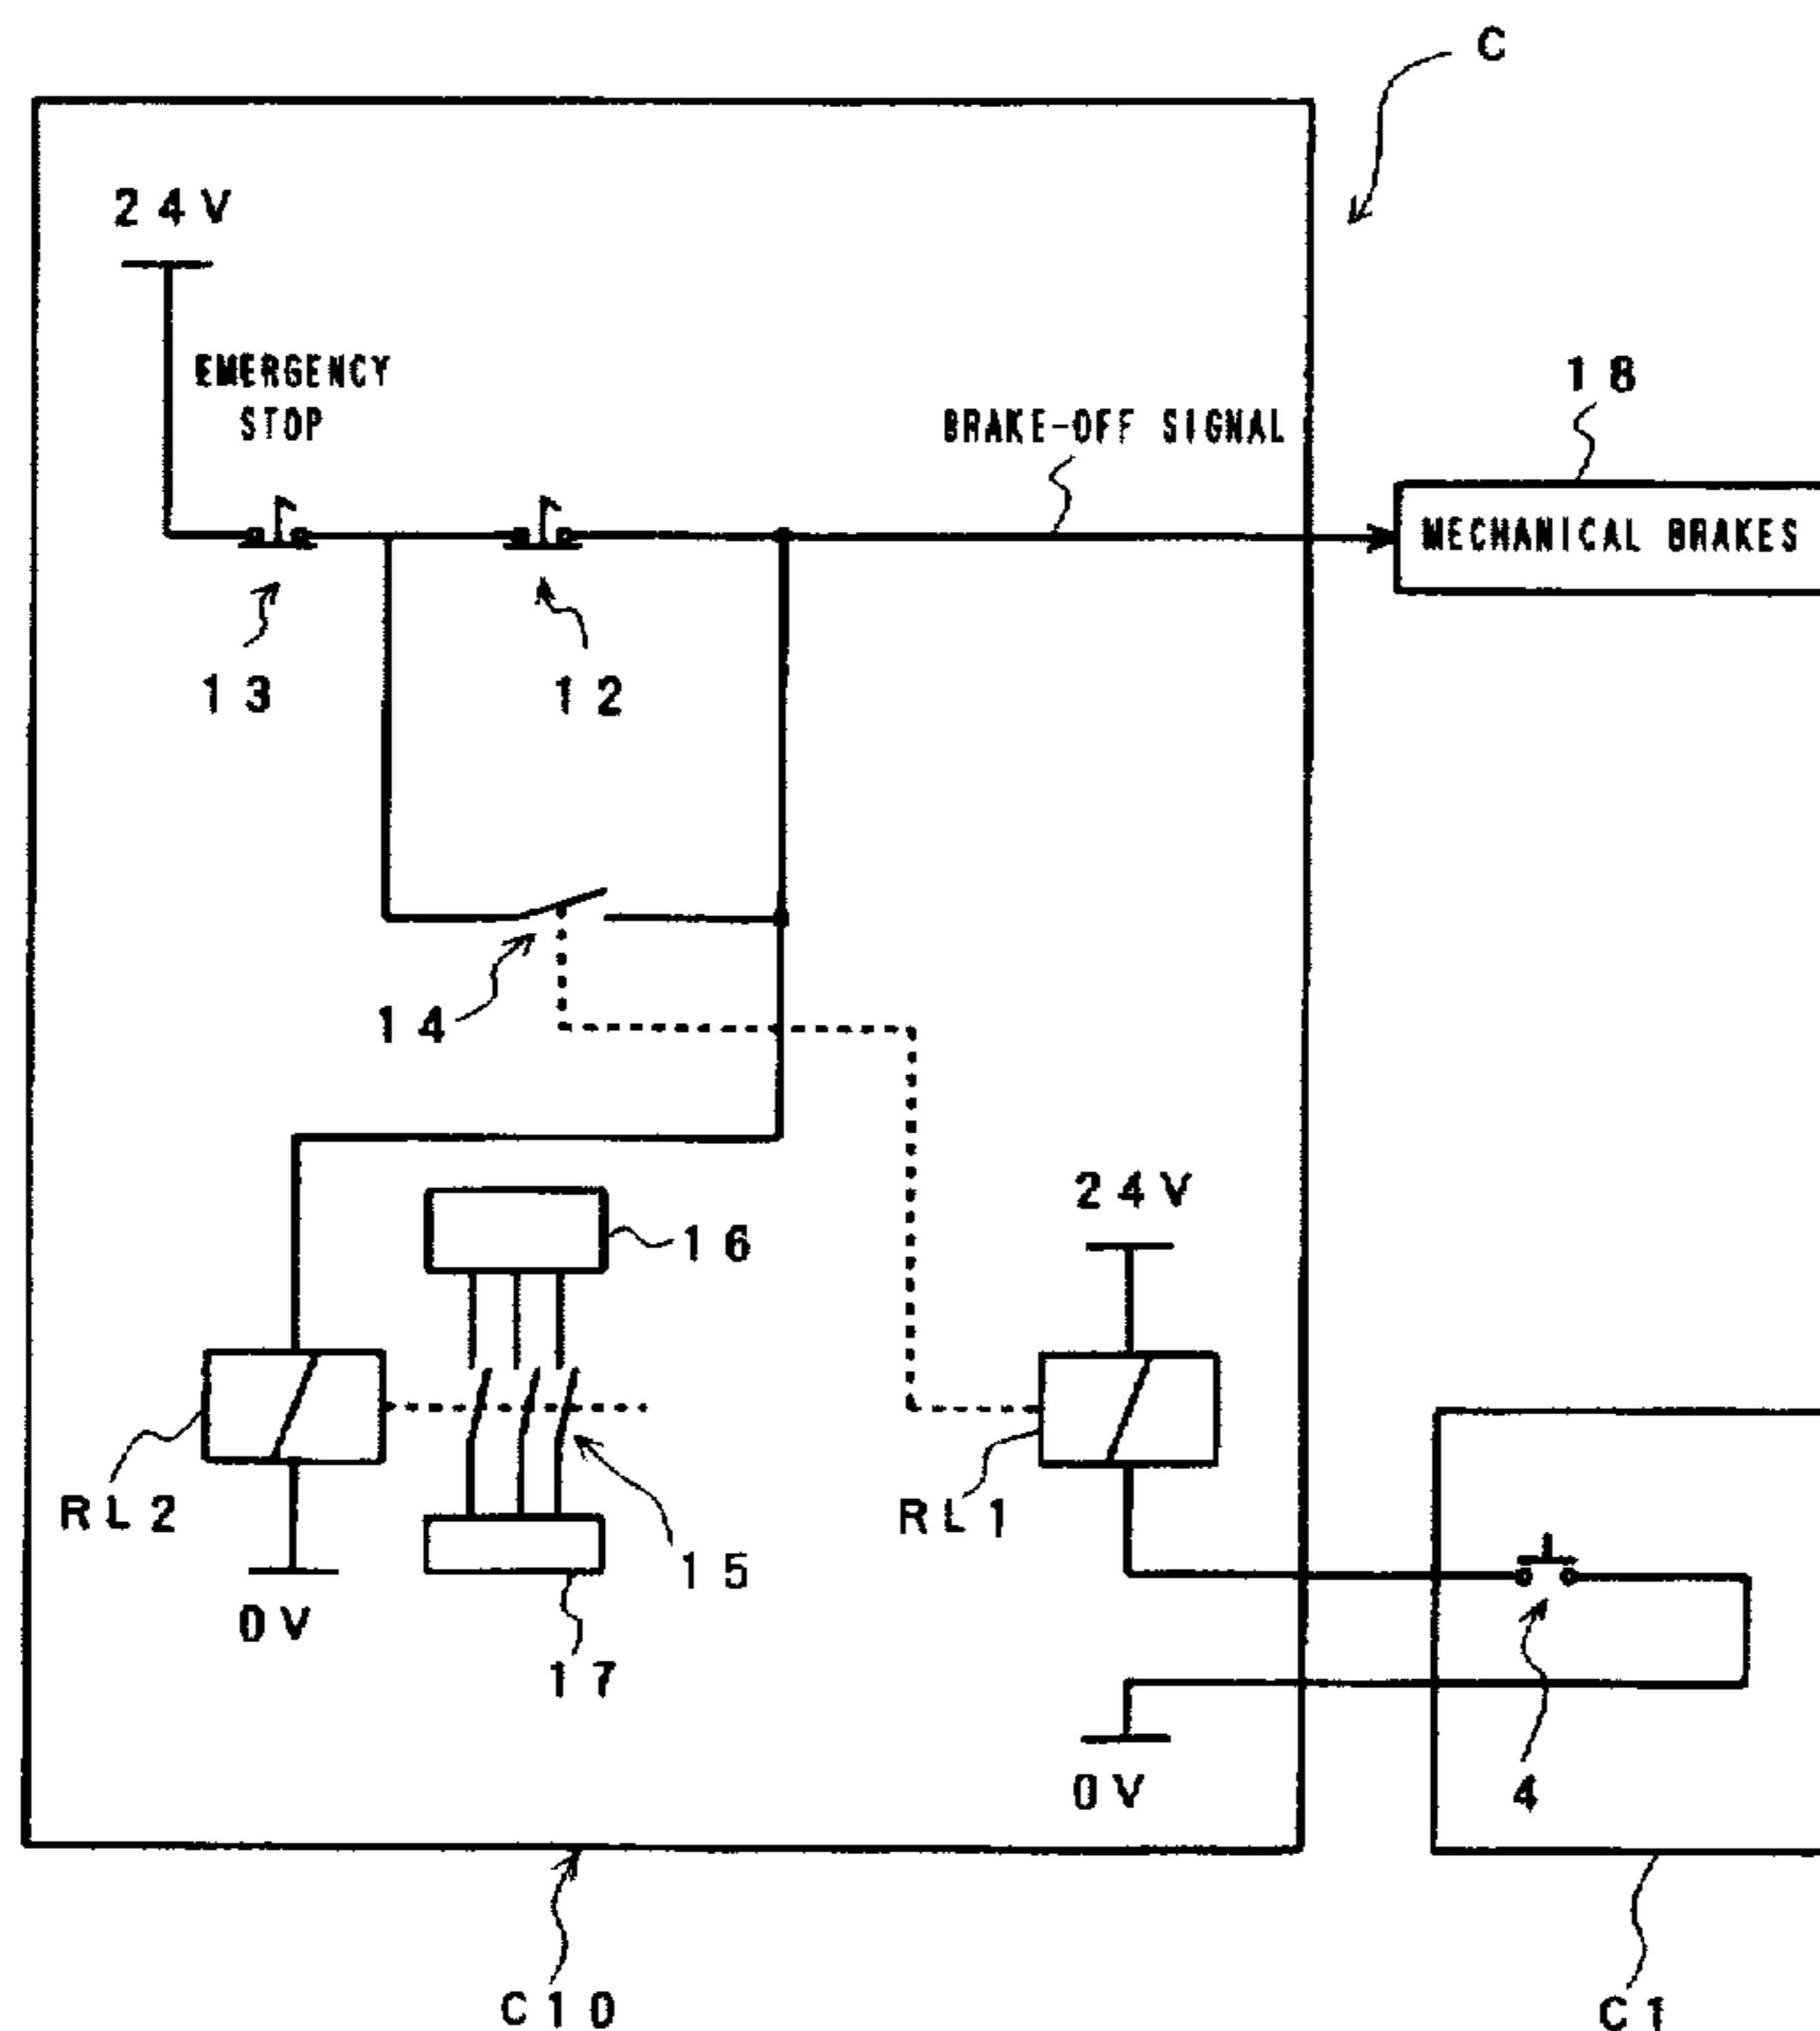 C
24V
EMERGENCY
STOP
BRAKE-OFF SIGNAL
18
MECHANICAL BRAKES
13
12
14
24V
16
RL2
RL1
15
0V
17
0V
4
C10
C1